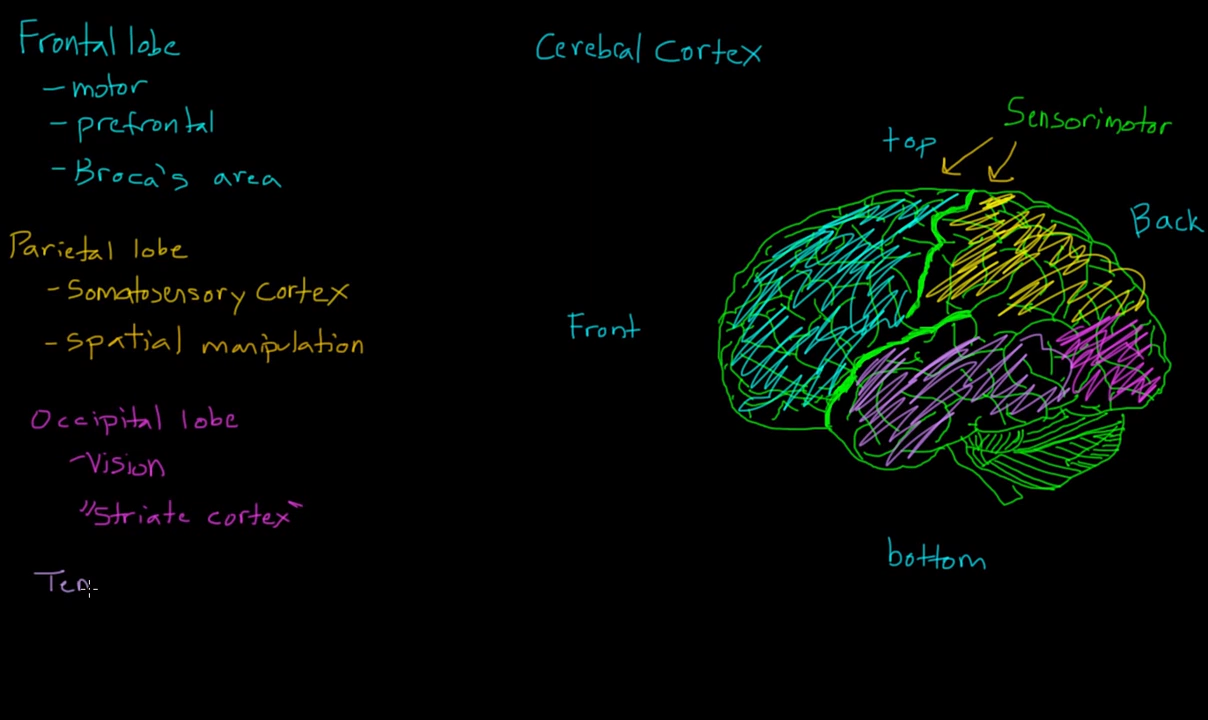 Frontal lobe
- motor
- prefrontal
- Broca's area
Parietal lobe
- Somatosensory Cortex
- Spatial manipulation
Occipital lobe
- Vision
"Striate cortex"
Tem
Cerebral Cortex
Sensorimotor
top
Back
Front
bottom